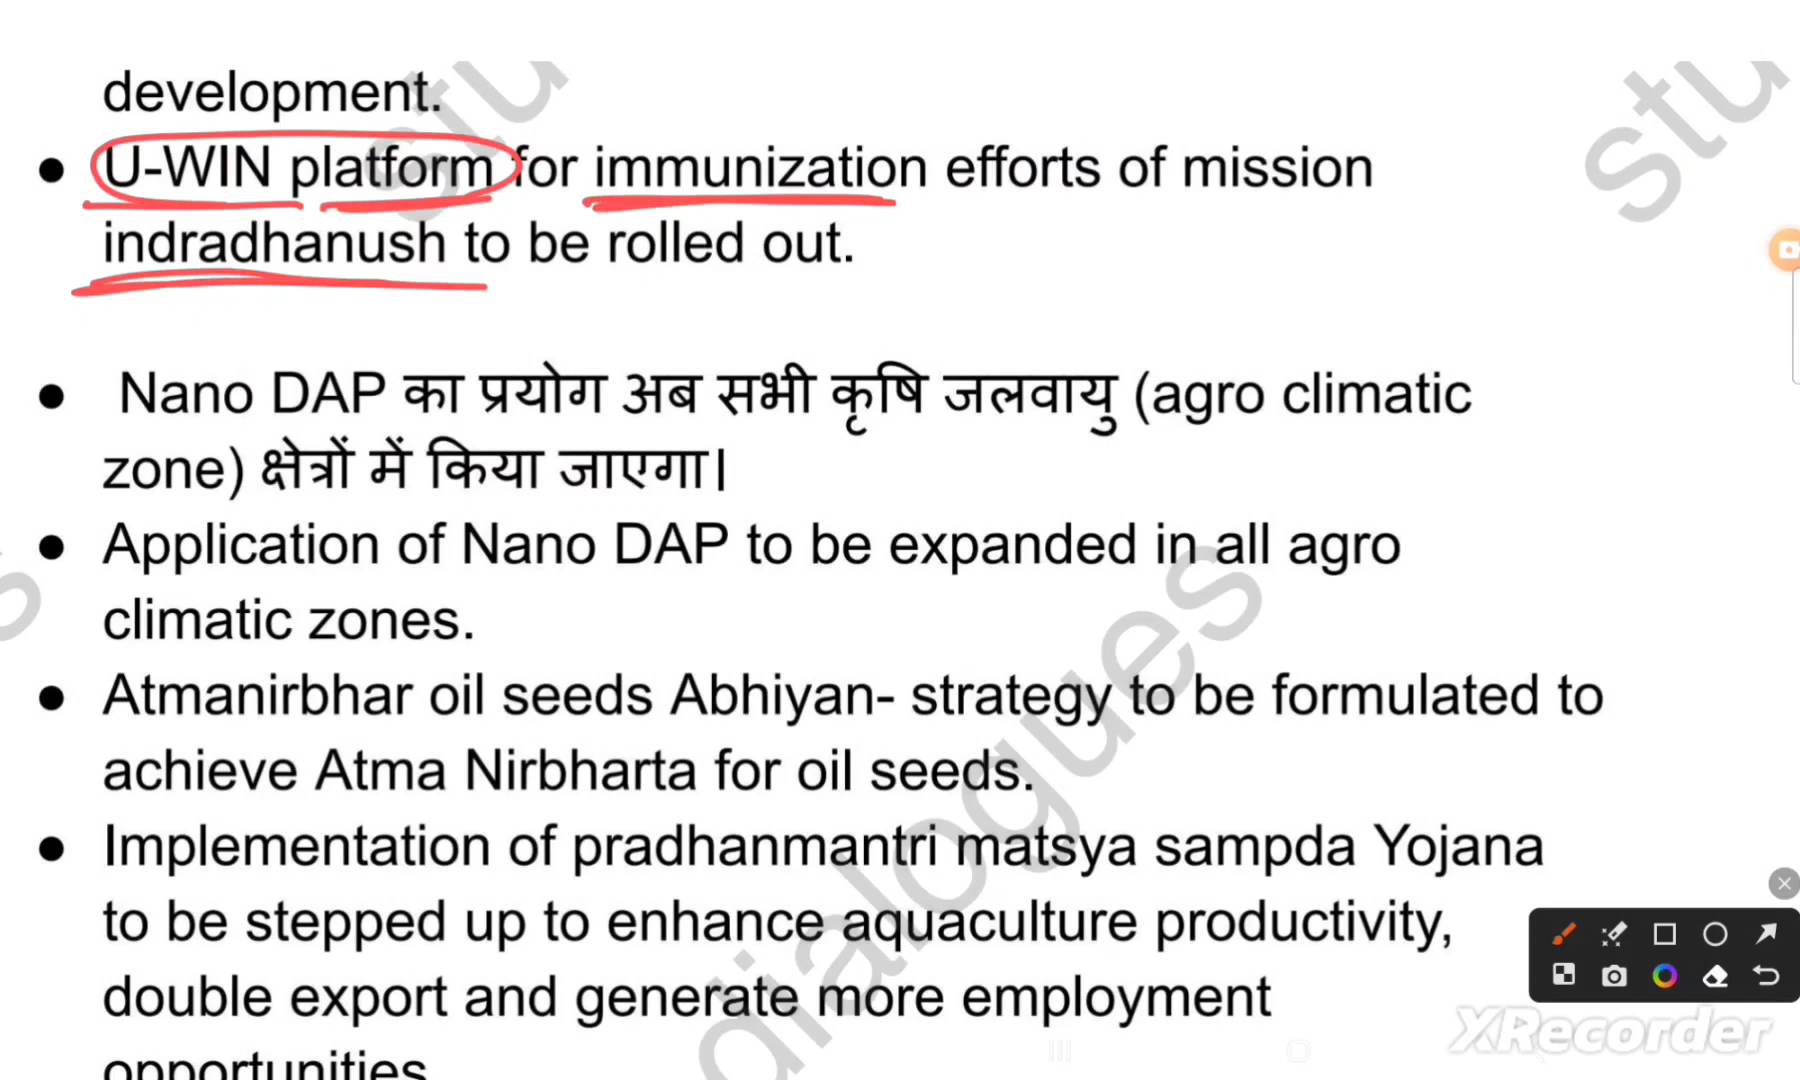 development.
● U-WIN platform for immunization efforts of mission
indradhanush to be rolled out.
● Nano DAP का प्रयोग अब सभी कृषि जलवायु (agro climatic
zone) क्षेत्रों में किया जाएगा।
● Application of Nano DAP to be expanded in all agro
climatic zones.
● Atmanirbhar oil seeds Abhiyan- strategy to be formulated to
achieve Atma Nirbharta for oil seeds.
● Implementation of pradhanmantri matsya sampda Yojana
to be stepped up to enhance aquaculture productivity,
double export and generate more employment
opportunities
stu
stu
s
dialogues
XRecorder